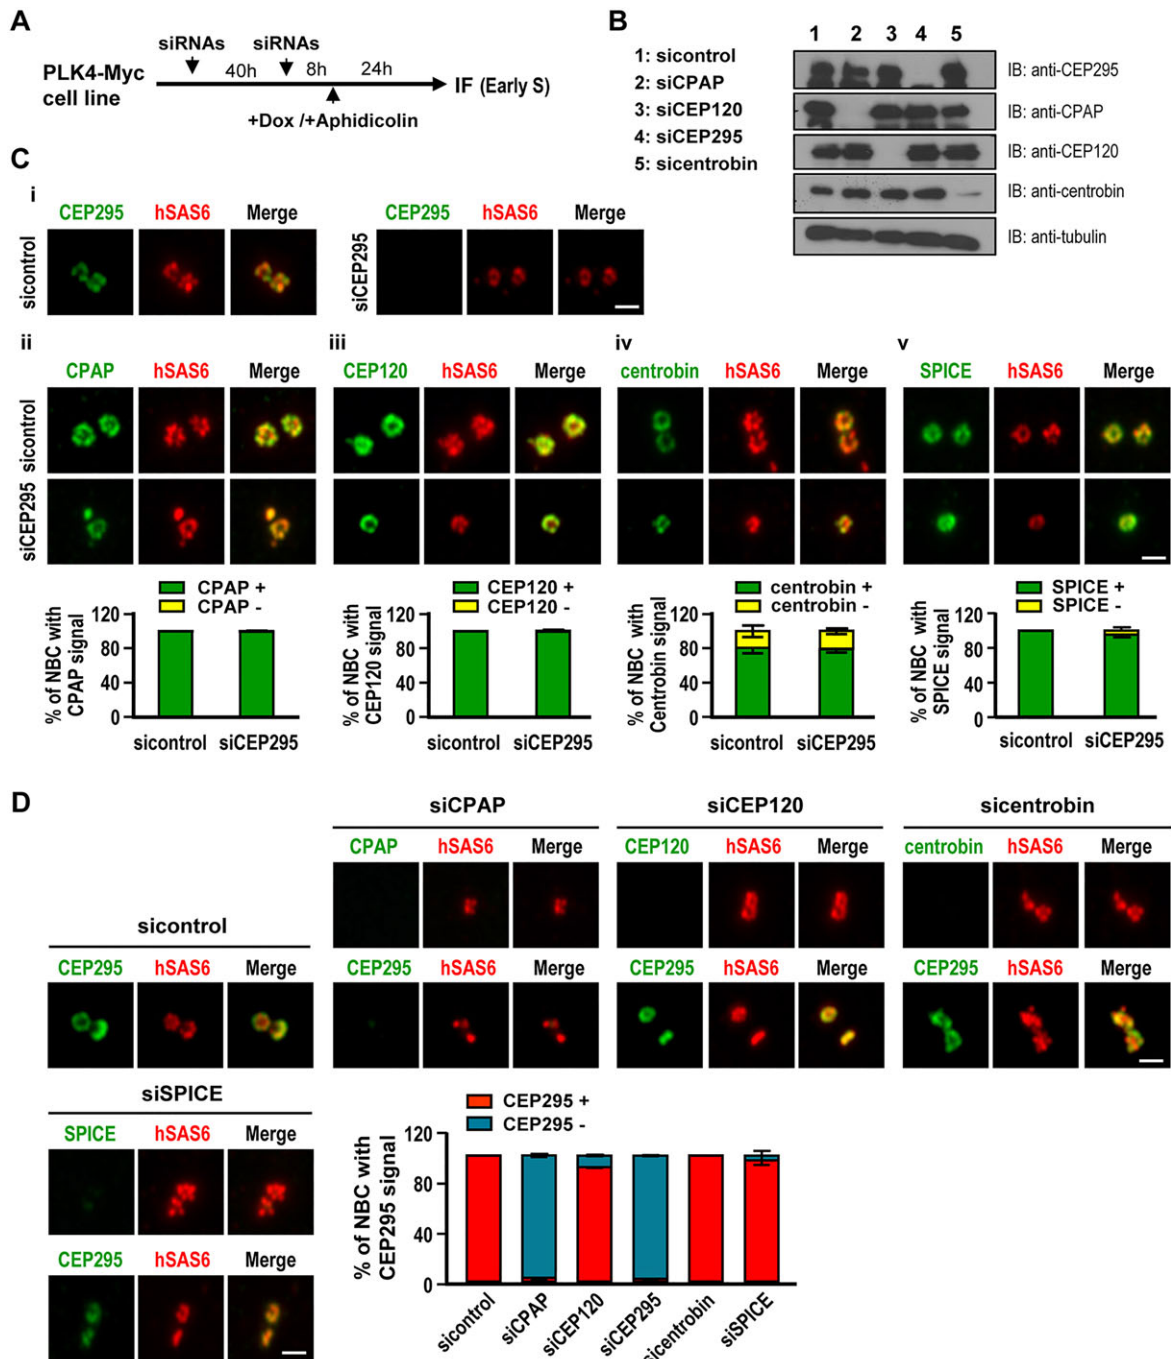 A
siRNAs siRNAs
PLK4-Myc cell line
40h 8h 24h
IF (Early S)
+Dox /+Aphidicolin
B
1: sicontrol
2: siCPAP
3: siCEP120
4: siCEP295
5: sicentrobin
1 2 3 4 5
IB: anti-CEP295
IB: anti-CPAP
IB: anti-CEP120
IB: anti-centrobin
IB: anti-tubulin
C
i
CEP295 hSAS6 Merge
sicontrol
CEP295 hSAS6 Merge
siCEP295
ii
CPAP hSAS6 Merge
sicontrol
siCEP295
iii
CEP120 hSAS6 Merge
iv
centrobin hSAS6 Merge
v
SPICE hSAS6 Merge
CPAP +
CPAP -
% of NBC with
CPAP signal
120
80
40
0
sicontrol siCEP295
CEP120 +
CEP120 -
% of NBC with
CEP120 signal
120
80
40
0
sicontrol siCEP295
centrobin +
centrobin -
% of NBC with
Centrobin signal
120
80
40
0
sicontrol siCEP295
SPICE +
SPICE -
% of NBC with
SPICE signal
120
80
40
0
sicontrol siCEP295
D
siCPAP
CPAP hSAS6 Merge
CEP295 hSAS6 Merge
siCEP120
CEP120 hSAS6 Merge
CEP295 hSAS6 Merge
sicentrobin
centrobin hSAS6 Merge
CEP295 hSAS6 Merge
sicontrol
CEP295 hSAS6 Merge
siSPICE
SPICE hSAS6 Merge
CEP295 hSAS6 Merge
CEP295 +
CEP295 -
% of NBC with
CEP295 signal
120
80
40
0
sicontrol
siCPAP
siCEP120
siCEP295
sicentrobin
siSPICE